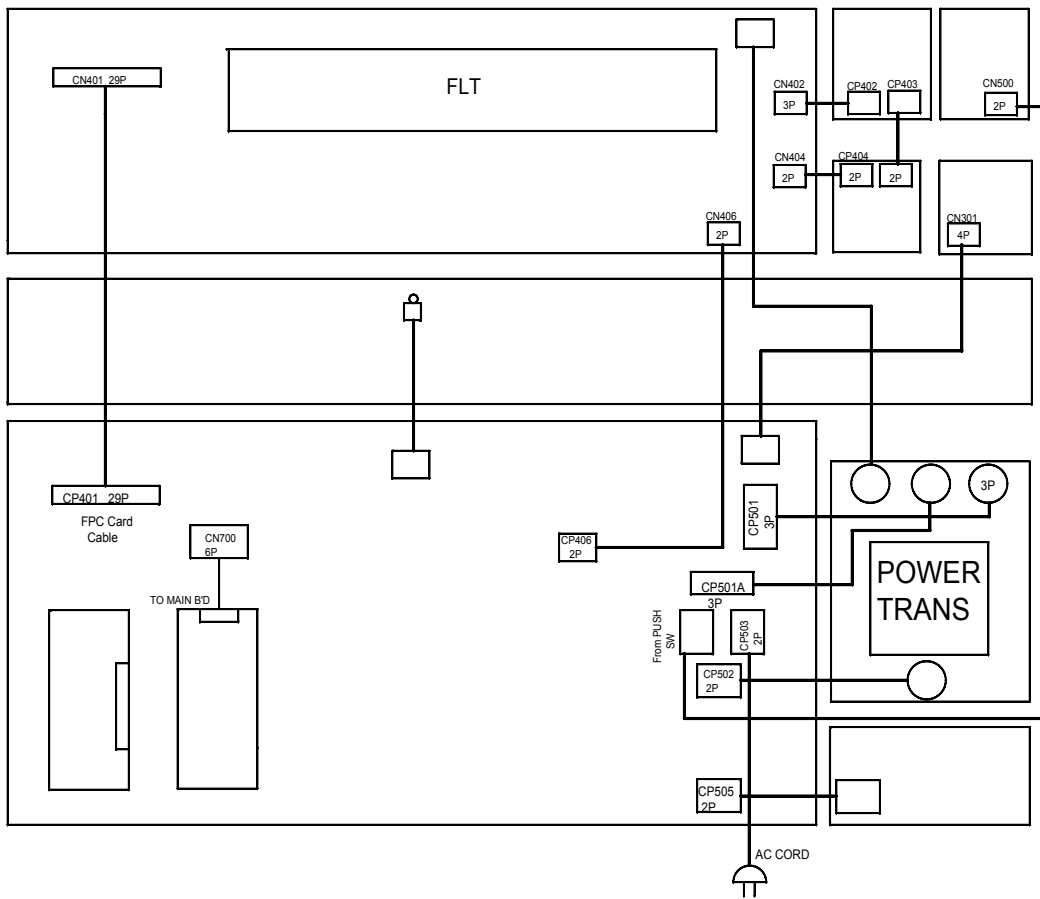 CN401 29P
FLT
CN402
3P
CP402
CP403
CN500
2P
CN404
2P
CP404
2P
2P
CN406
2P
CN301
4P
CP401 29P
FPC Card
Cable
CN700
6P
TO MAIN B'D
CP406
2P
CP501
3P
3P
CP501A
3P
POWER
TRANS
From PUSH
SW
CP503
2P
CP502
2P
CP505
2P
AC CORD